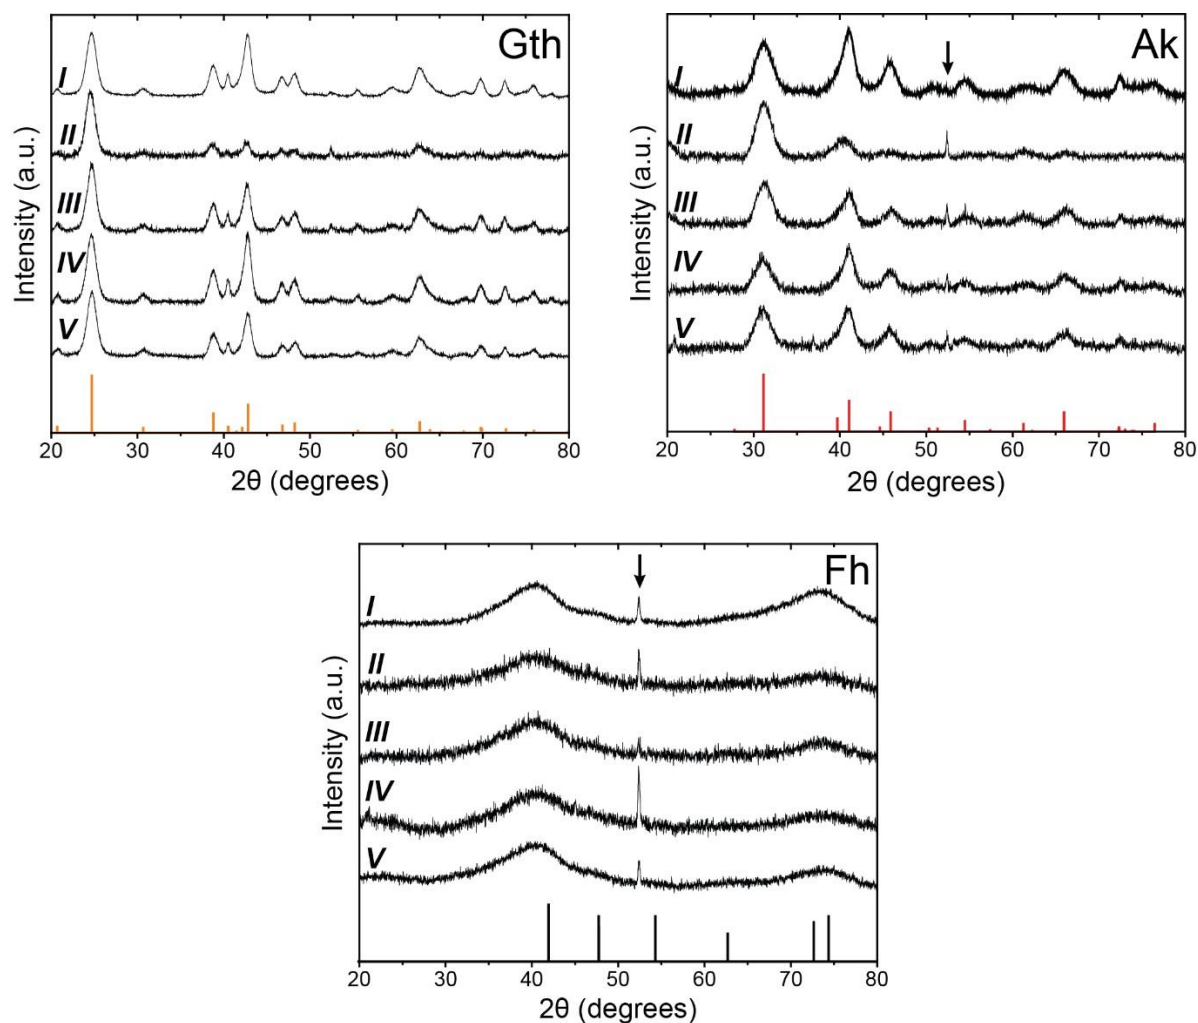 Gth
I
II
III
IV
V
Intensity (a.u.)
20 30 40 50 60 70 80
2θ (degrees)
Ak
I
II
III
IV
V
Intensity (a.u.)
20 30 40 50 60 70 80
2θ (degrees)
Fh
I
II
III
IV
V
Intensity (a.u.)
20 30 40 50 60 70 80
2θ (degrees)